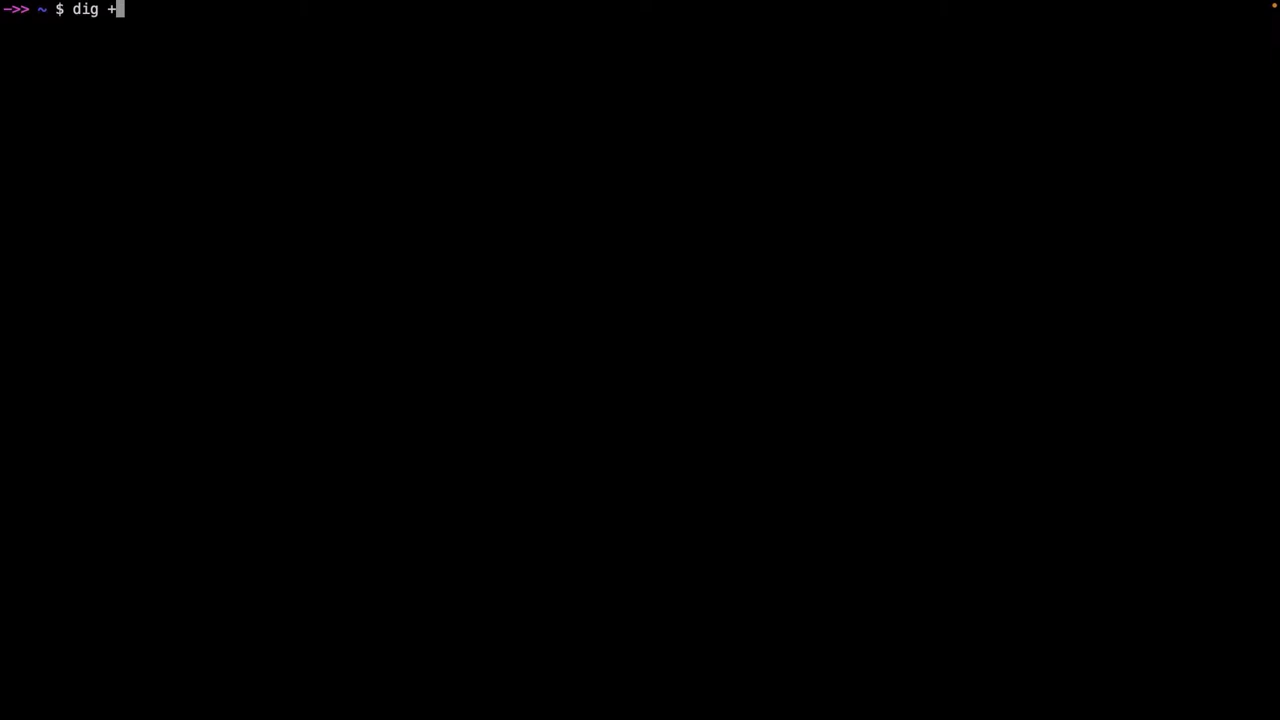 —>> ~ $ dig +